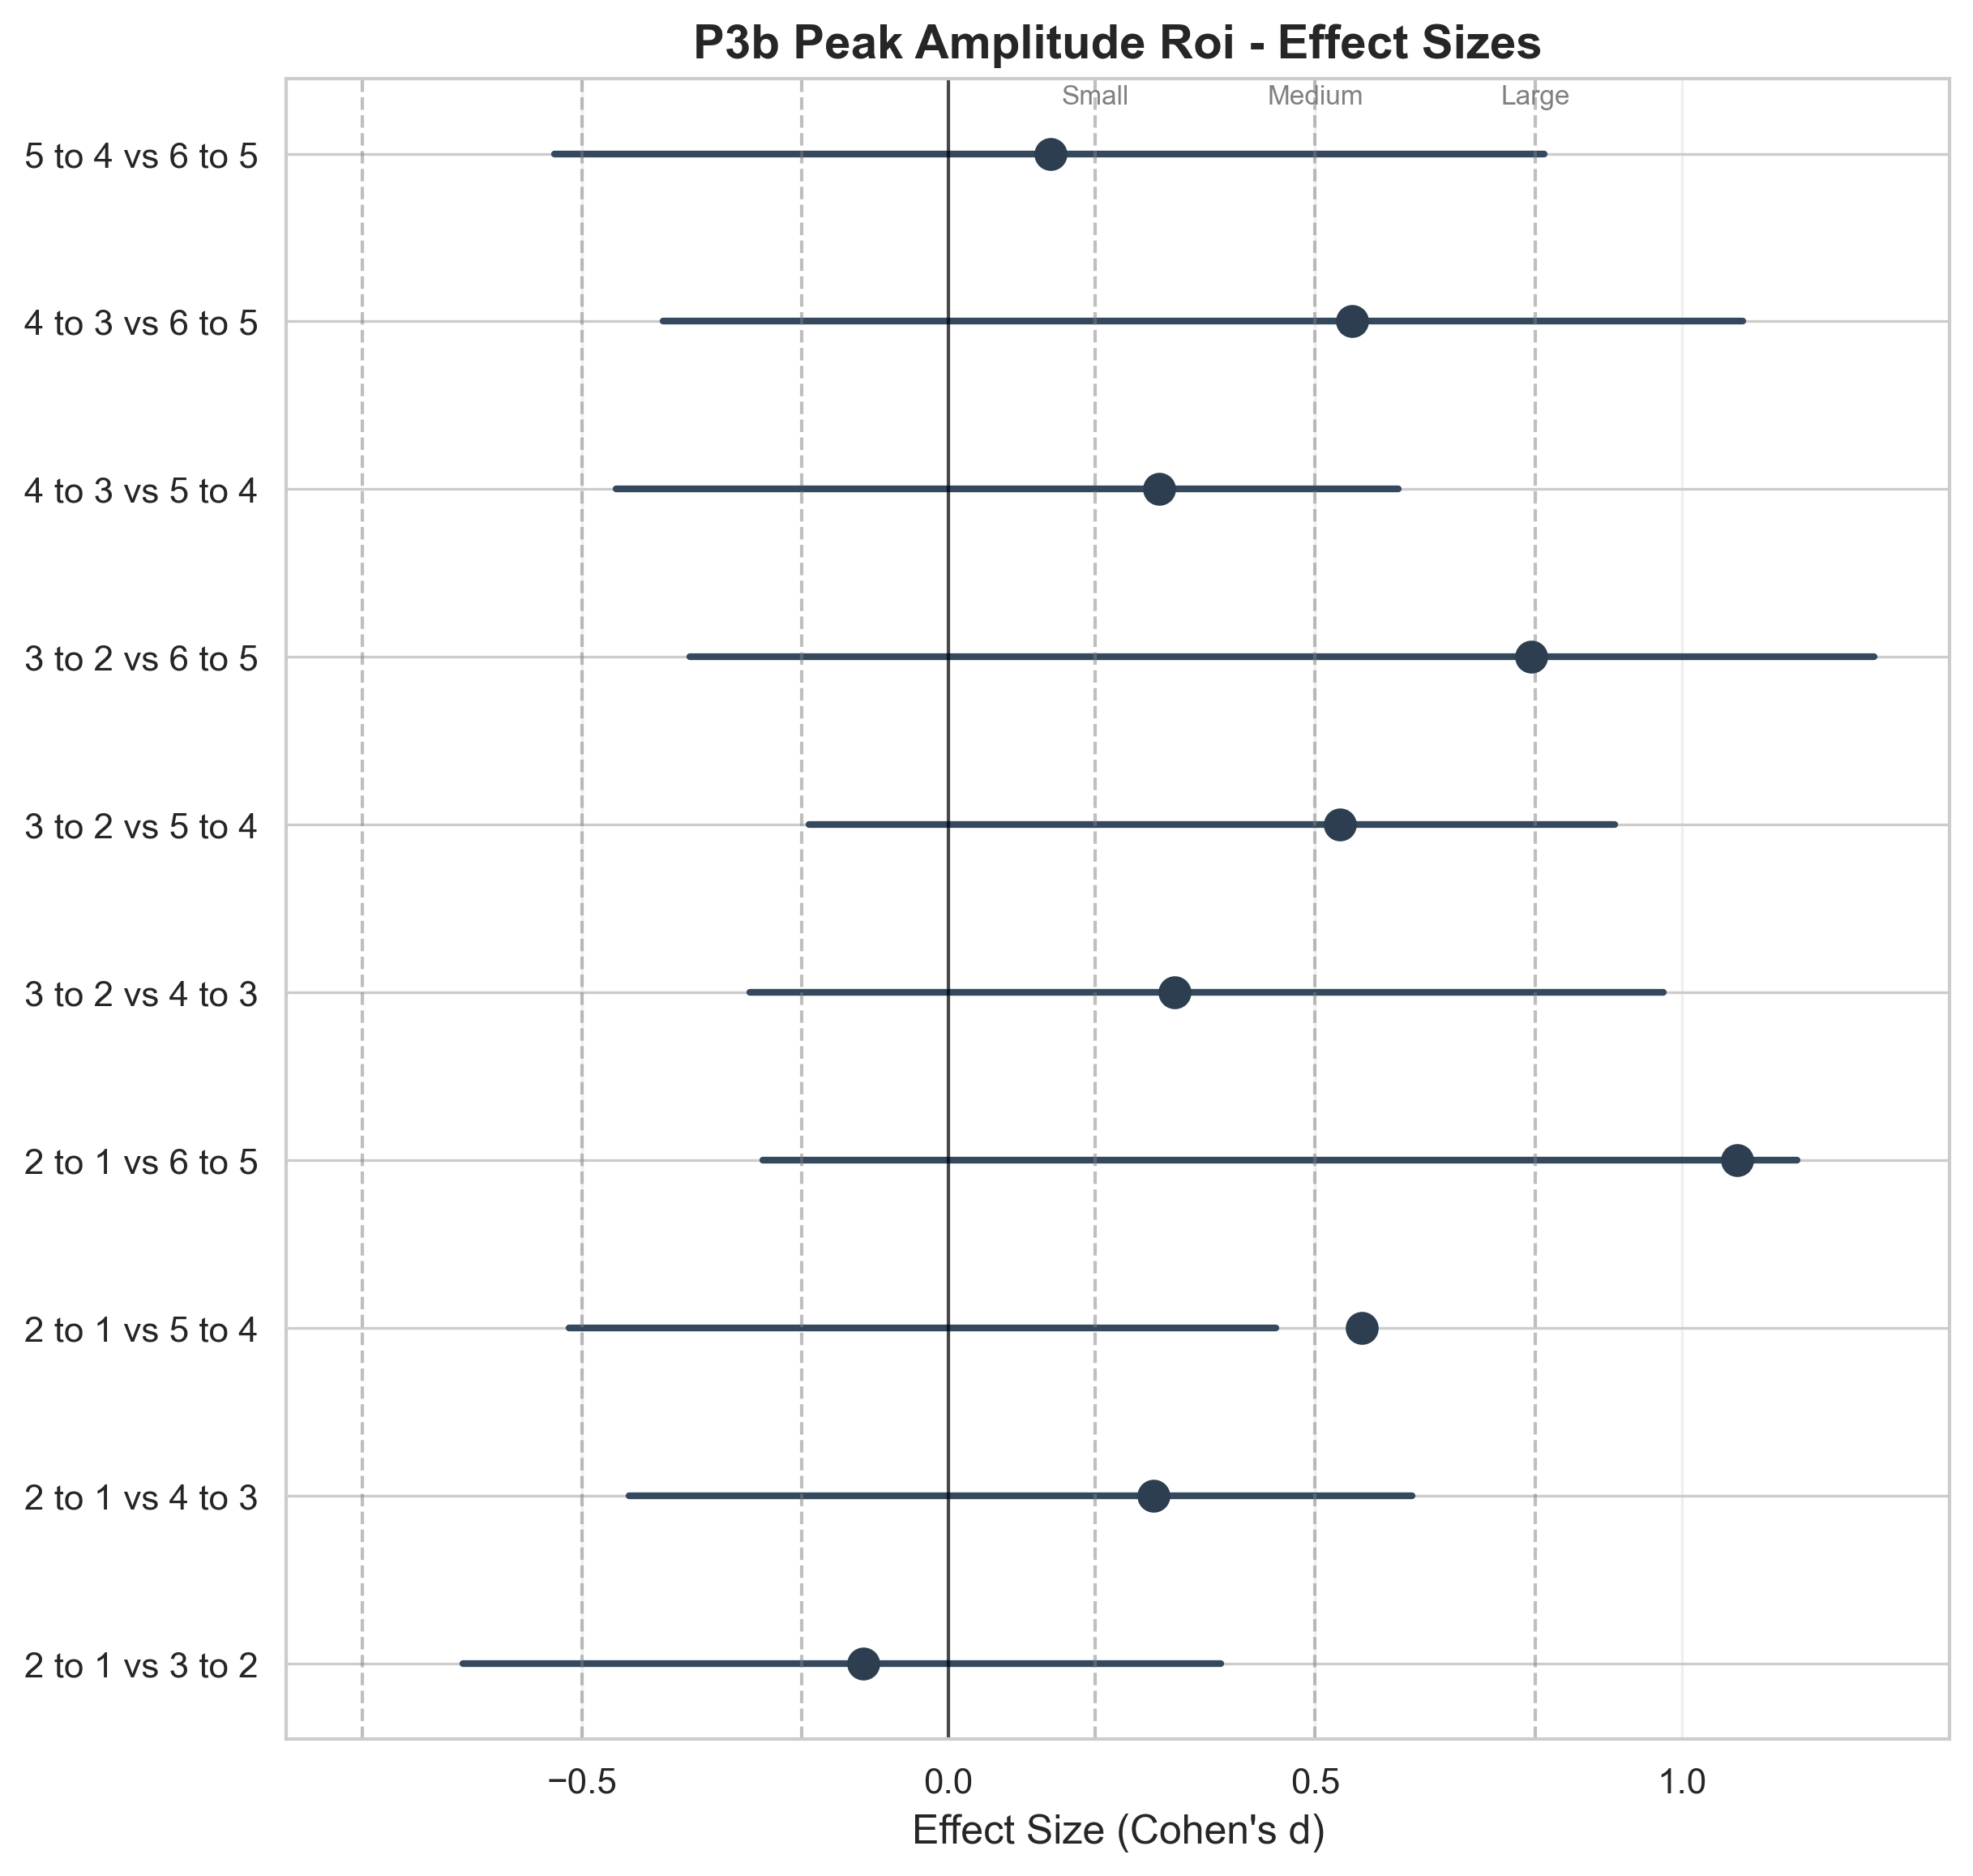 P3b Peak Amplitude Roi - Effect Sizes
Small Medium Large
5 to 4 vs 6 to 5
4 to 3 vs 6 to 5
4 to 3 vs 5 to 4
3 to 2 vs 6 to 5
3 to 2 vs 5 to 4
3 to 2 vs 4 to 3
2 to 1 vs 6 to 5
2 to 1 vs 5 to 4
2 to 1 vs 4 to 3
2 to 1 vs 3 to 2
−0.5 0.0 0.5 1.0
Effect Size (Cohen's d)